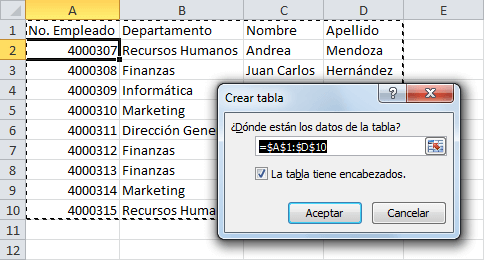 A B C D E
1 No. Empleado Departamento Nombre Apellido
2 4000307 Recursos Humanos Andrea Mendoza
3 4000308 Finanzas Juan Carlos Hernández
4 4000309 Informática
5 4000310 Marketing
6 4000311 Dirección Gene
7 4000312 Finanzas
8 4000313 Finanzas
9 4000314 Marketing
10 4000315 Recursos Huma
11
12
Crear tabla
¿Dónde están los datos de la tabla?
=$A$1:$D$10
La tabla tiene encabezados.
Aceptar Cancelar